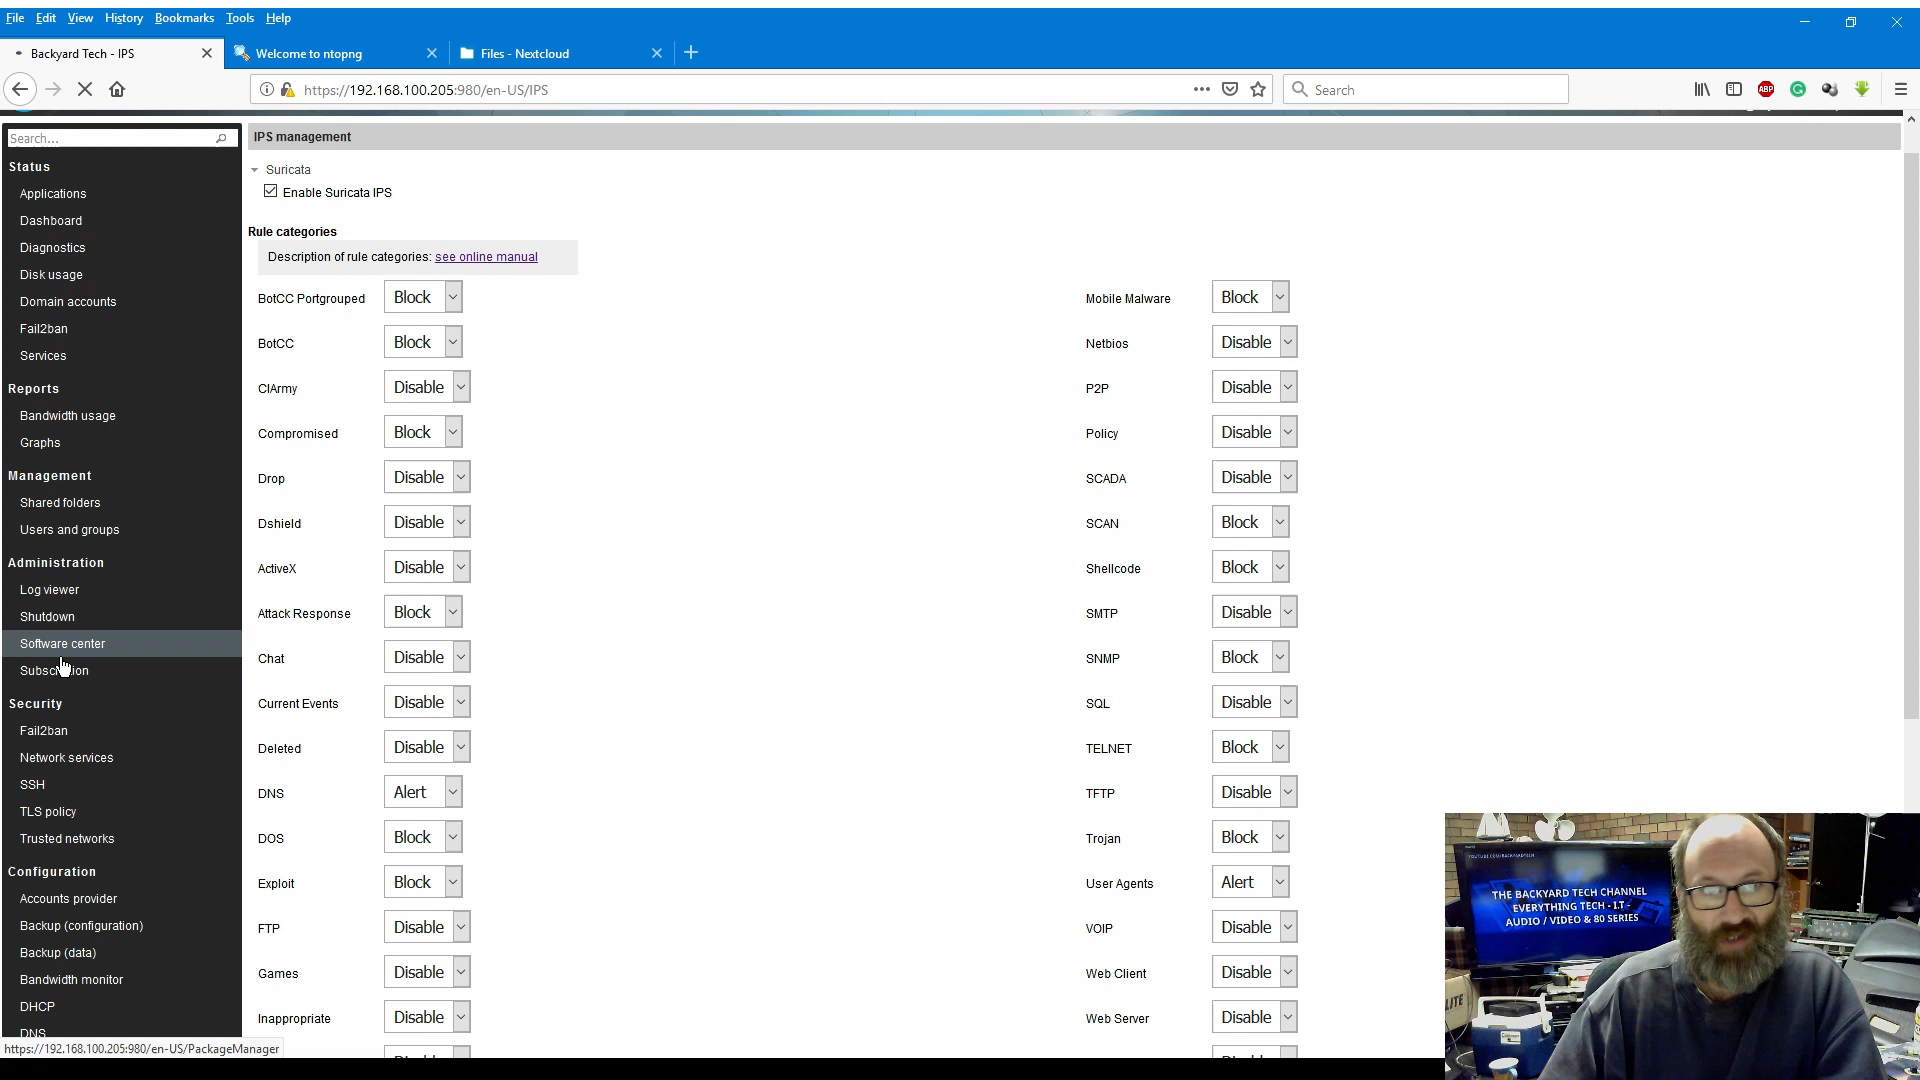 File Edit View History Bookmarks Tools Help
Backyard Tech - IPS
Welcome to ntopng
Files - Nextcloud
https://192.168.100.205:980/en-US/IPS
Search
Search...
Status
Applications
Dashboard
Diagnostics
Disk usage
Domain accounts
Fail2ban
Services
Reports
Bandwidth usage
Graphs
Management
Shared folders
Users and groups
Administration
Log viewer
Shutdown
Software center
Subscription
Security
Fail2ban
Network services
SSH
TLS policy
Trusted networks
Configuration
Accounts provider
Backup (configuration)
Backup (data)
Bandwidth monitor
DHCP
DNS
https://192.168.100.205:980/en-US/PackageManager
IPS management
Suricata
Enable Suricata IPS
Rule categories
Description of rule categories: see online manual
BotCC Portgrouped Block
BotCC Block
CIArmy Disable
Compromised Block
Drop Disable
Dshield Disable
ActiveX Disable
Attack Response Block
Chat Disable
Current Events Disable
Deleted Disable
DNS Alert
DOS Block
Exploit Block
FTP Disable
Games Disable
Inappropriate Disable
Mobile Malware Block
Netbios Disable
P2P Disable
Policy Disable
SCADA Disable
SCAN Block
Shellcode Block
SMTP Disable
SNMP Block
SQL Disable
TELNET Block
TFTP Disable
Trojan Block
User Agents Alert
VOIP Disable
Web Client Disable
Web Server Disable
ABP
YOUTUBE.COM/BACKYARDTECH
THE BACKYARD TECH CHANNEL
EVERYTHING TECH - I.T -
AUDIO / VIDEO & 80 SERIES